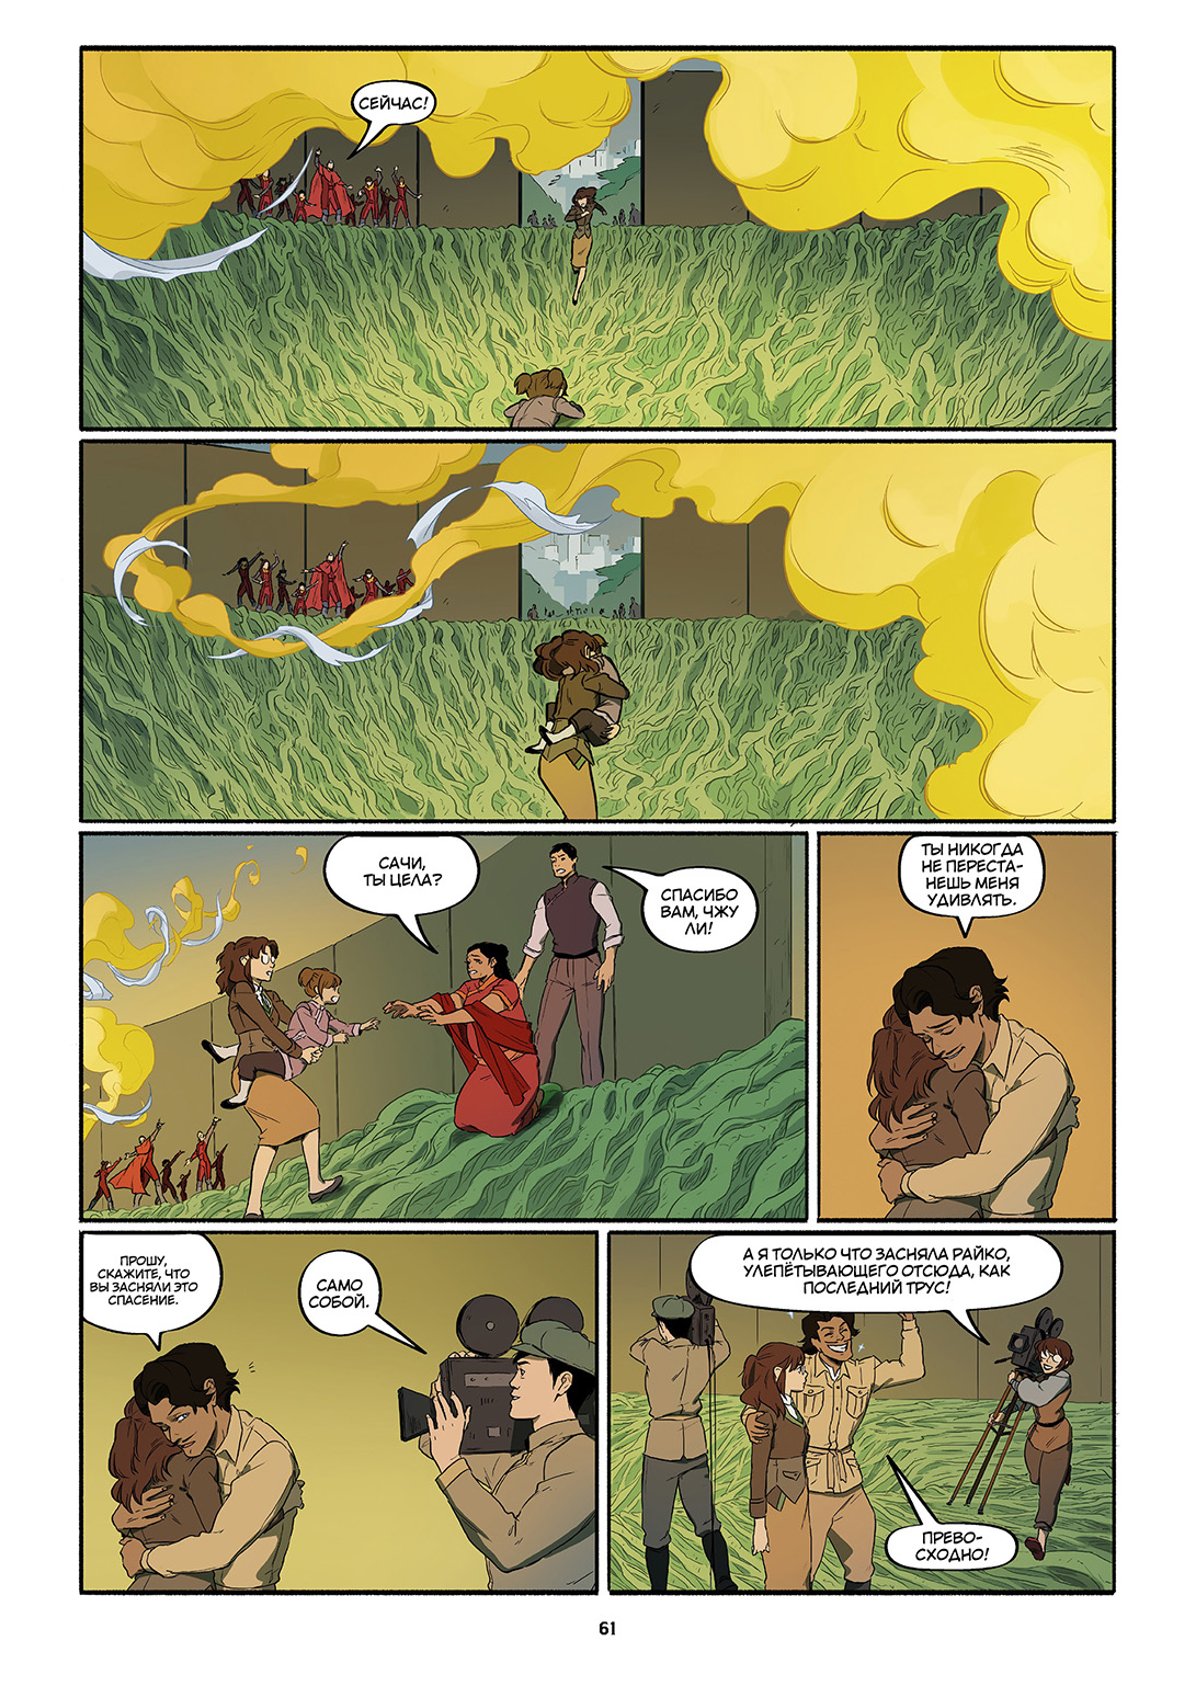 СЕЙЧАС!
САЧИ,
ТЫ ЦЕЛА?
СПАСИБО
ВАМ, ЧЖУ
ЛИ!
ТЫ НИКОГДА
НЕ ПЕРЕСТА-
НЕШЬ МЕНЯ
УДИВЛЯТЬ.
ПРОШУ,
СКАЖИТЕ, ЧТО
ВЫ ЗАСНЯЛИ ЭТО
СПАСЕНИЕ.
САМО
СОБОЙ.
А Я ТОЛЬКО ЧТО ЗАСНЯЛА РАЙКО,
УЛЕПЁТЫВАЮЩЕГО ОТСЮДА, КАК
ПОСЛЕДНИЙ ТРУС!
ПРЕВО-
СХОДНО!
61